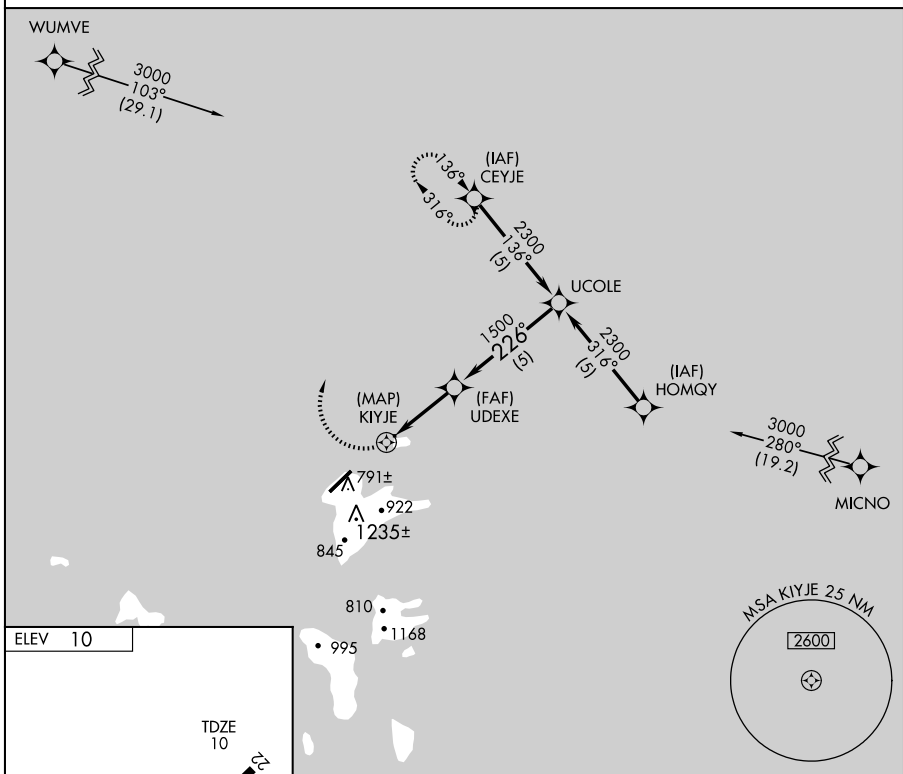 WUMVE
3000
103°
(29.1)
(IAF)
CEYJE
136°
316°
2300
136°
(5)
UCOLE
1500
226°
(5)
2300
316°
(5)
(IAF)
HOMQY
(MAP)
KIYJE
(FAF)
UDEXE
3000
280°
(19.2)
MICNO
791±
922
1235±
845
810
1168
995
MSA KIYJE 25 NM
2600
ELEV 10
TDZE
10
22